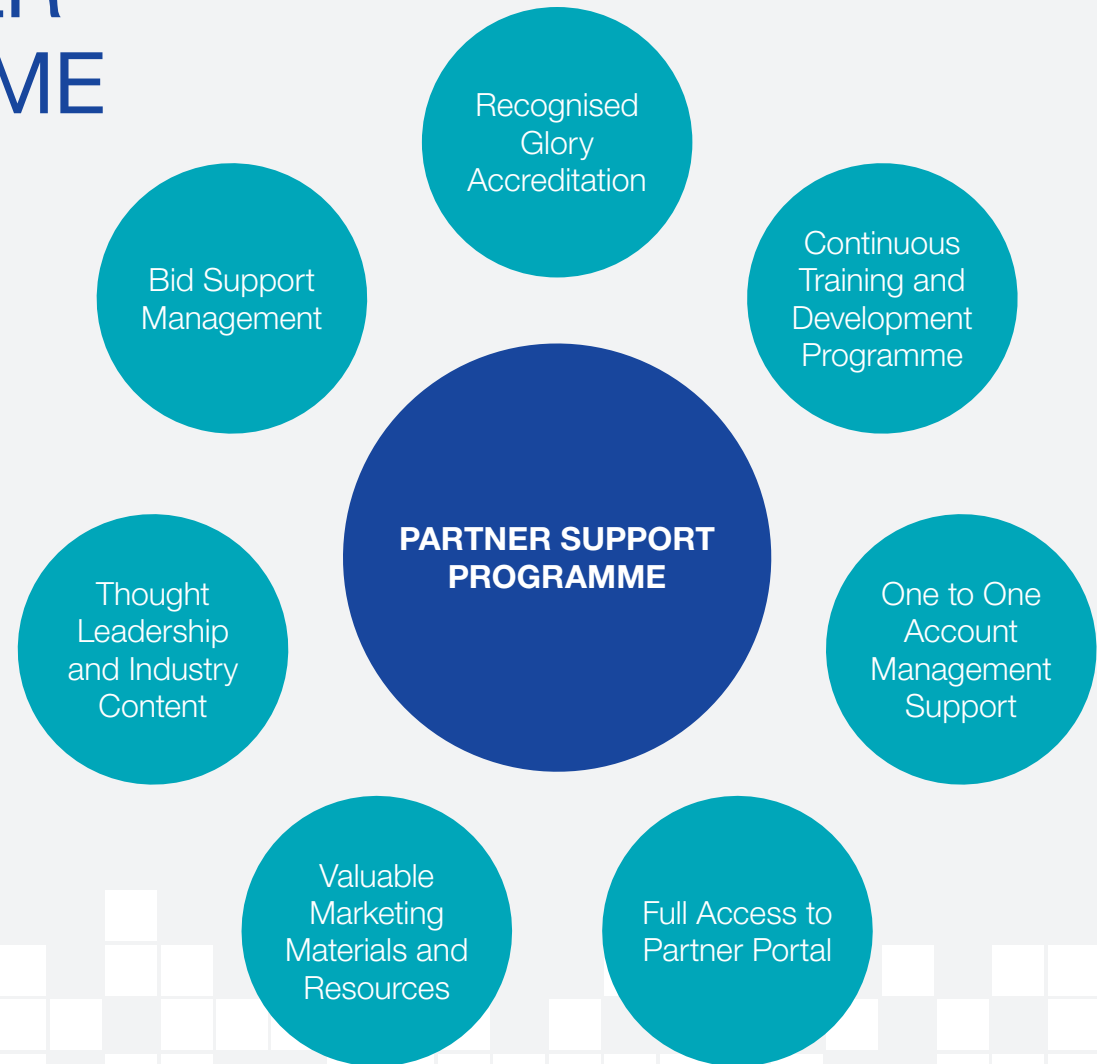 ER
ME
Recognised
Glory
Accreditation
Continuous
Training and
Development
Programme
Bid Support
Management
PARTNER SUPPORT
PROGRAMME
One to One
Account
Management
Support
Thought
Leadership
and Industry
Content
Valuable
Marketing
Materials and
Resources
Full Access to
Partner Portal